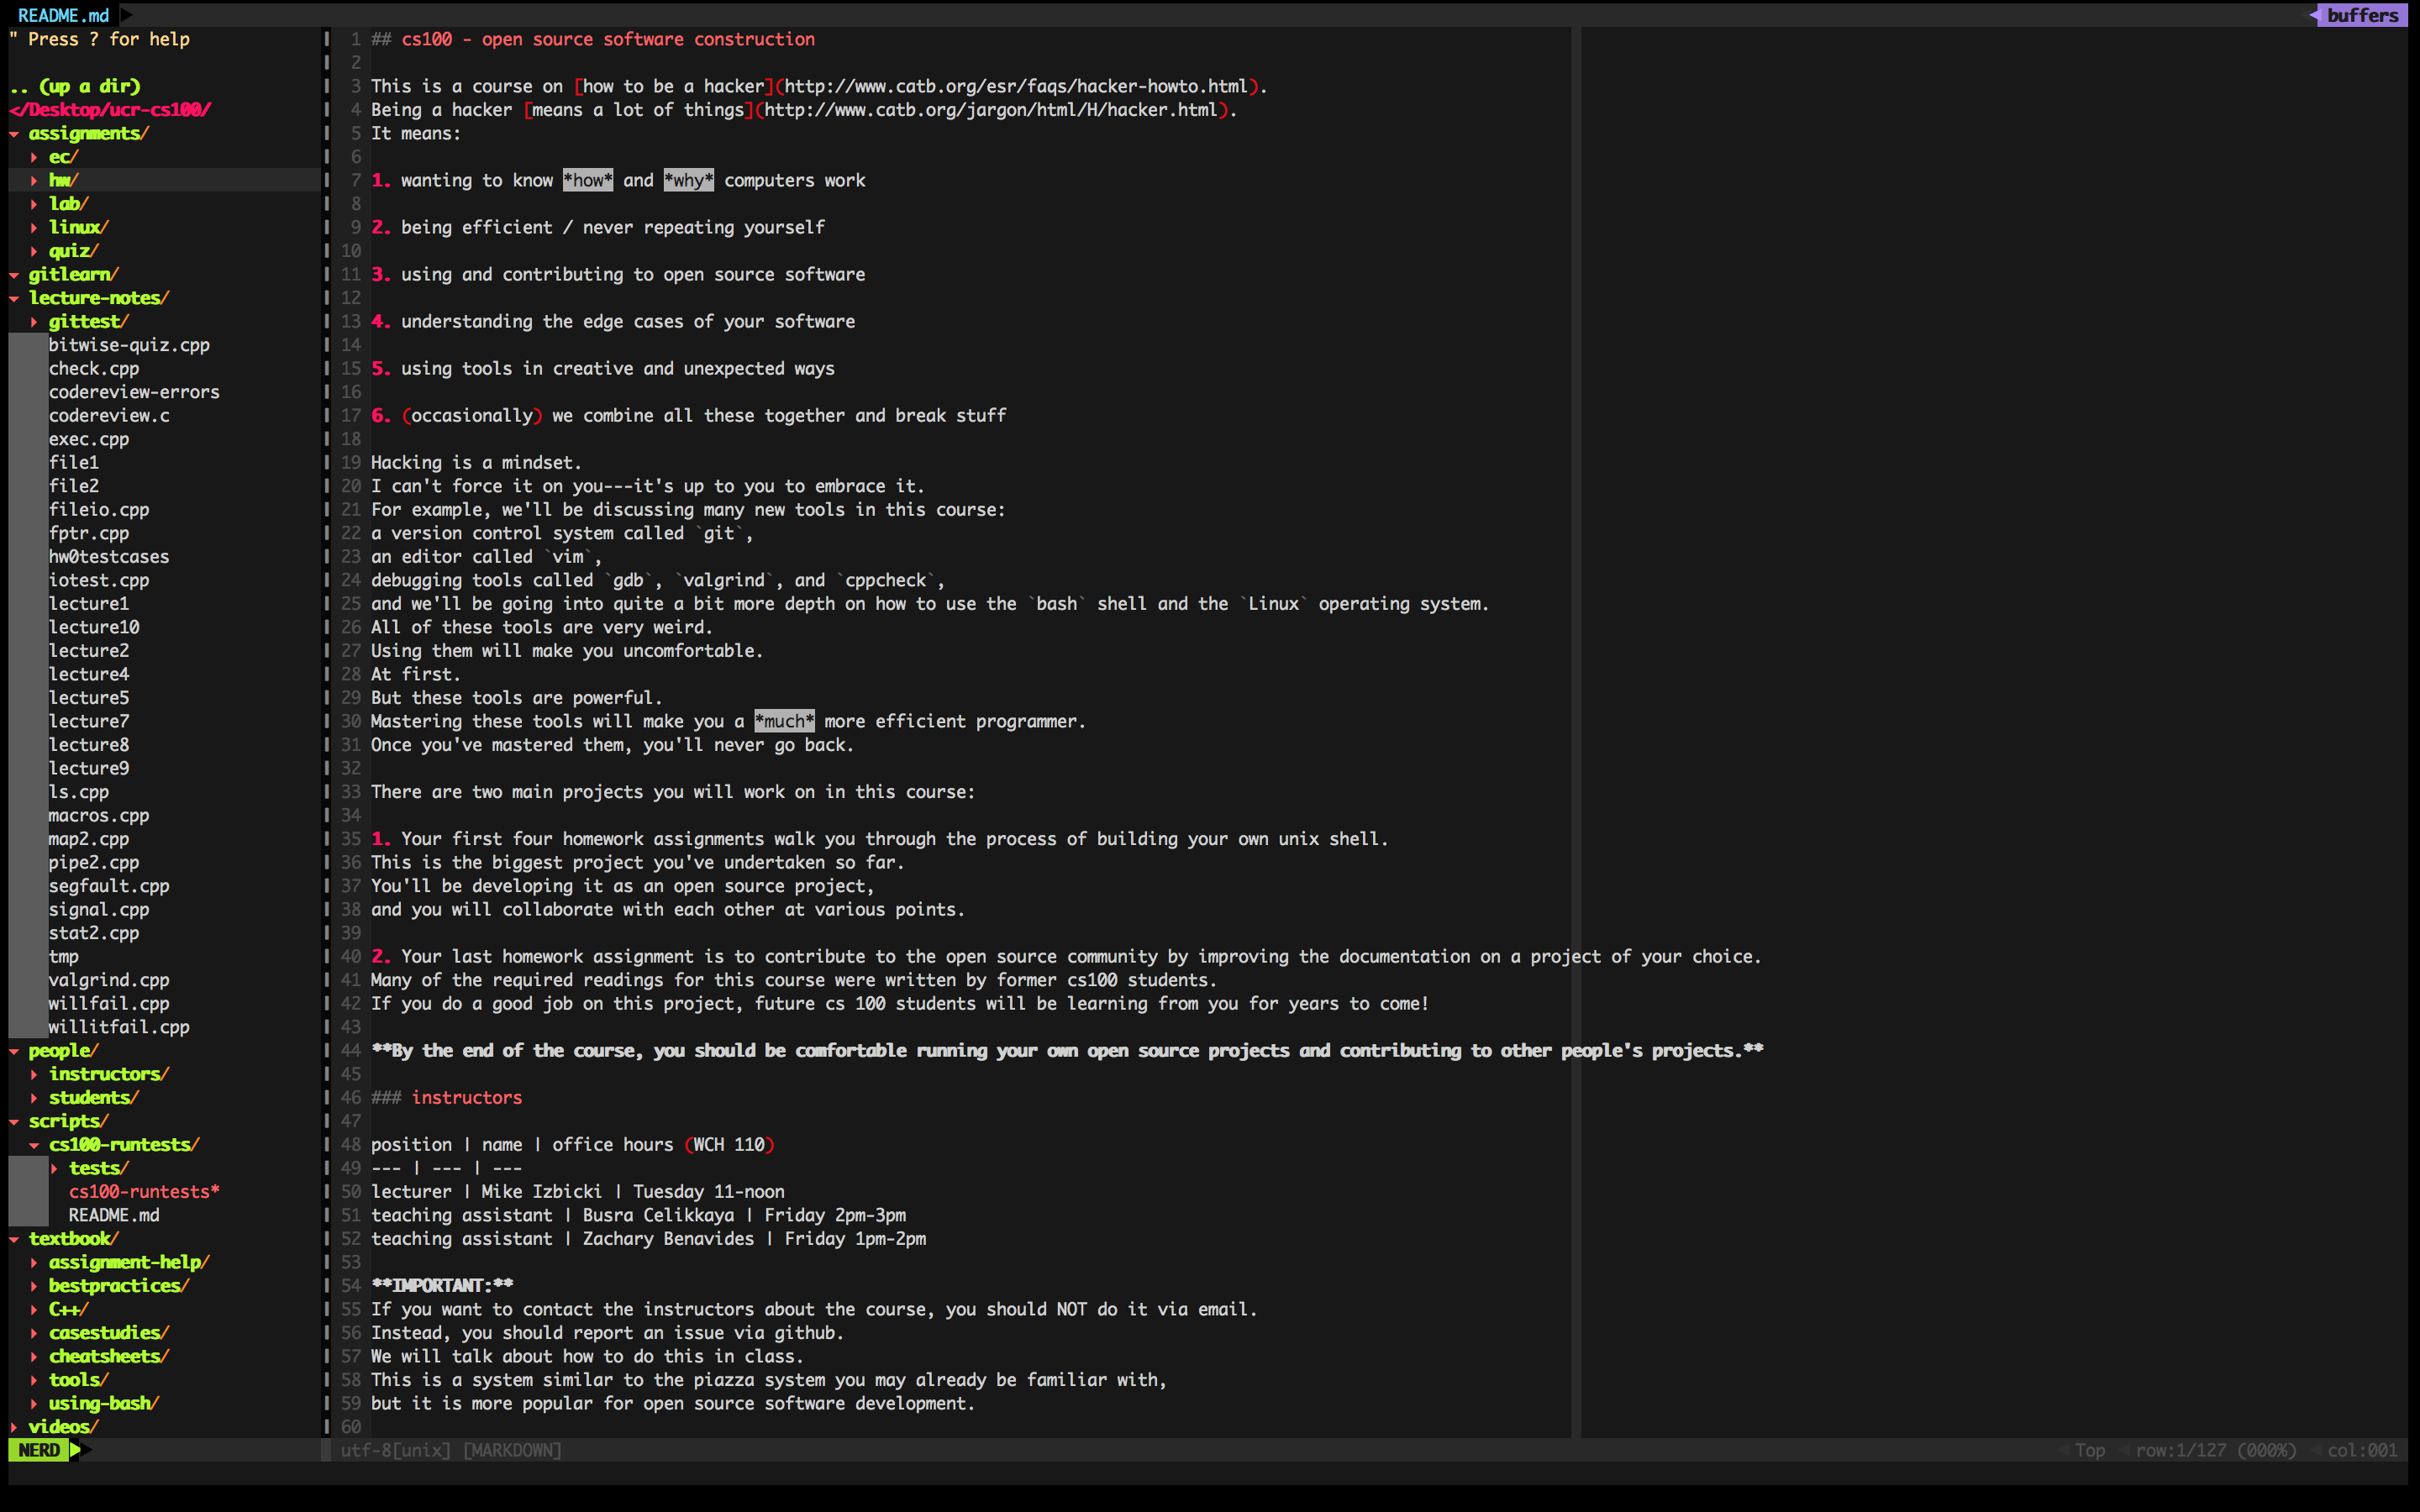 README.md
buffers
" Press ? for help
.. (up a dir)
</Desktop/ucr-cs100/
▾ assignments/
▸ ec/
▸ hw/
▸ lab/
▸ linux/
▸ quiz/
▾ gitlearn/
▾ lecture-notes/
▸ gittest/
bitwise-quiz.cpp
check.cpp
codereview-errors
codereview.c
exec.cpp
file1
file2
fileio.cpp
fptr.cpp
hw0testcases
iotest.cpp
lecture1
lecture10
lecture2
lecture4
lecture5
lecture7
lecture8
lecture9
ls.cpp
macros.cpp
map2.cpp
pipe2.cpp
segfault.cpp
signal.cpp
stat2.cpp
tmp
valgrind.cpp
willfail.cpp
willitfail.cpp
▾ people/
▸ instructors/
▸ students/
▾ scripts/
▾ cs100-runtests/
▸ tests/
cs100-runtests*
README.md
▾ textbook/
▸ assignment-help/
▸ bestpractices/
▸ C++/
▸ casestudies/
▸ cheatsheets/
▸ tools/
▸ using-bash/
▸ videos/
NERD
1 ## cs100 - open source software construction
2
3 This is a course on [how to be a hacker](http://www.catb.org/esr/faqs/hacker-howto.html).
4 Being a hacker [means a lot of things](http://www.catb.org/jargon/html/H/hacker.html).
5 It means:
6
7 1. wanting to know *how* and *why* computers work
8
9 2. being efficient / never repeating yourself
10
11 3. using and contributing to open source software
12
13 4. understanding the edge cases of your software
14
15 5. using tools in creative and unexpected ways
16
17 6. (occasionally) we combine all these together and break stuff
18
19 Hacking is a mindset.
20 I can't force it on you---it's up to you to embrace it.
21 For example, we'll be discussing many new tools in this course:
22 a version control system called `git`,
23 an editor called `vim`,
24 debugging tools called `gdb`, `valgrind`, and `cppcheck`,
25 and we'll be going into quite a bit more depth on how to use the `bash` shell and the `Linux` operating system.
26 All of these tools are very weird.
27 Using them will make you uncomfortable.
28 At first.
29 But these tools are powerful.
30 Mastering these tools will make you a *much* more efficient programmer.
31 Once you've mastered them, you'll never go back.
32
33 There are two main projects you will work on in this course:
34
35 1. Your first four homework assignments walk you through the process of building your own unix shell.
36 This is the biggest project you've undertaken so far.
37 You'll be developing it as an open source project,
38 and you will collaborate with each other at various points.
39
40 2. Your last homework assignment is to contribute to the open source community by improving the documentation on a project of your choice.
41 Many of the required readings for this course were written by former cs100 students.
42 If you do a good job on this project, future cs 100 students will be learning from you for years to come!
43
44 **By the end of the course, you should be comfortable running your own open source projects and contributing to other people's projects.**
45
46 ### instructors
47
48 position | name | office hours (WCH 110)
49 --- | --- | ---
50 lecturer | Mike Izbicki | Tuesday 11-noon
51 teaching assistant | Busra Celikkaya | Friday 2pm-3pm
52 teaching assistant | Zachary Benavides | Friday 1pm-2pm
53
54 **IMPORTANT:**
55 If you want to contact the instructors about the course, you should NOT do it via email.
56 Instead, you should report an issue via github.
57 We will talk about how to do this in class.
58 This is a system similar to the piazza system you may already be familiar with,
59 but it is more popular for open source software development.
60
utf-8[unix] [MARKDOWN]
Top row:1/127 (000%) col:001